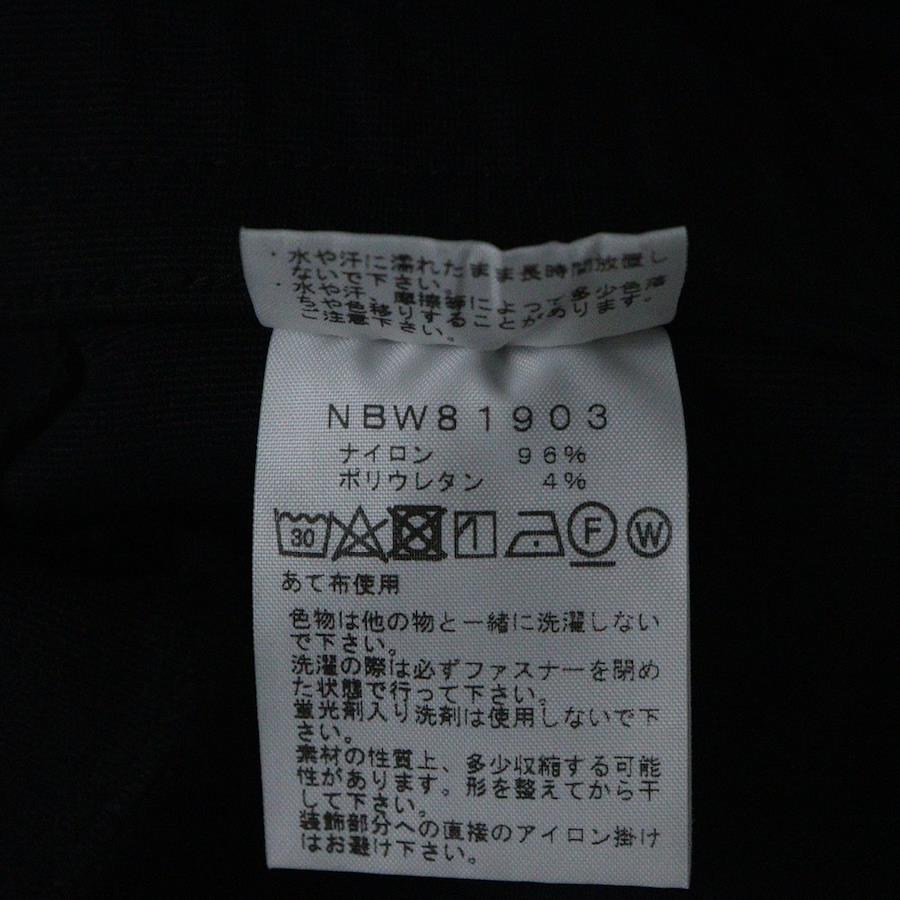 ・水や汗に濡れたまま長時間放置し
ないで下さい。
・水や汗、摩擦等によって多少色落
ちや色移りすることがあります。
ご注意下さい。
NBW81903
ナイロン 96%
ポリウレタン 4%
30 F W
あて布使用
色物は他の物と一緒に洗濯しない
で下さい。
洗濯の際は必ずファスナーを閉め
た状態で行って下さい。
蛍光剤入り洗剤は使用しないで下
さい。
素材の性質上、多少収縮する可能
性があります。形を整えてから干
して下さい。
装飾部分への直接のアイロン掛け
はお避け下さい。